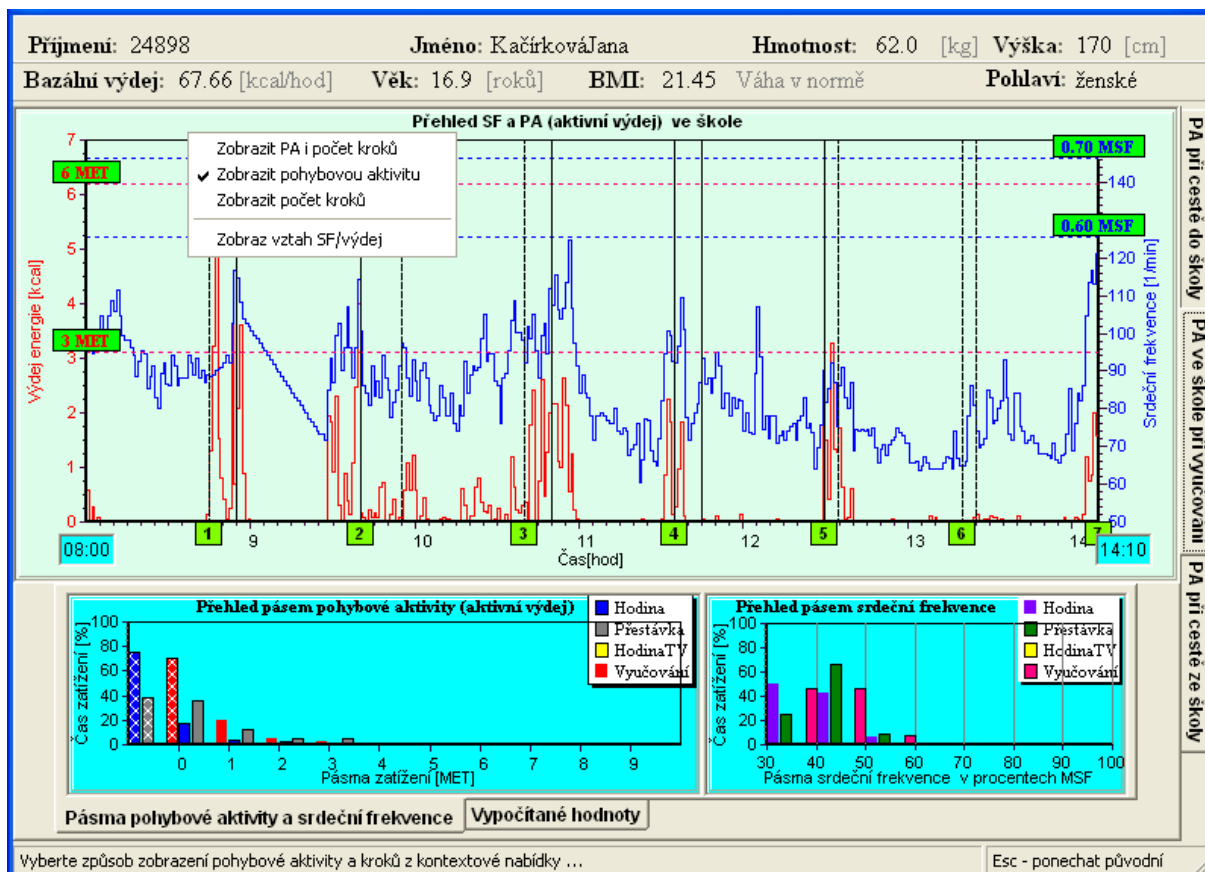 Příjmení: 24898 Jméno: KačírkováJana Hmotnost: 62.0 [kg] Výška: 170 [cm]
Bazální výdej: 67.66 [kcal/hod] Věk: 16.9 [roků] BMI: 21.45 Váha v normě Pohlaví: ženské
Přehled SF a PA (aktivní výdej) ve škole
Zobrazit PA i počet kroků
Zobrazit pohybovou aktivitu
Zobrazit počet kroků
Zobraz vztah SF/výdej
Výdej energie [kcal]
7
6
5
4
3
2
1
0
6 MET
3 MET
0.70 MSF
0.60 MSF
140
120
110
100
90
80
70
60
50
Srdeční frekvence [1/min]
1 2 3 4 5 6 7
08:00 9 10 11 12 13 14 14:10
Čas[hod]
PA při cestě do školy
PA ve škole při vyučování
PA při cestě ze školy
Přehled pásem pohybové aktivity (aktivní výdej)
Hodina
Přestávka
HodinaTV
Vyučování
Čas zatížení [%]
100
80
60
40
20
0
0 1 2 3 4 5 6 7 8 9
Pásma zatížení [MET]
Přehled pásem srdeční frekvence
Hodina
Přestávka
HodinaTV
Vyučování
Čas zatížení [%]
100
80
60
40
20
0
30 40 50 60 70 80 90 100
Pásma srdeční frekvence v procentech MSF
Pásma pohybové aktivity a srdeční frekvence Vypočítané hodnoty
Vyberte způsob zobrazení pohybové aktivity a kroků z kontextové nabídky ... Esc - ponechat původní